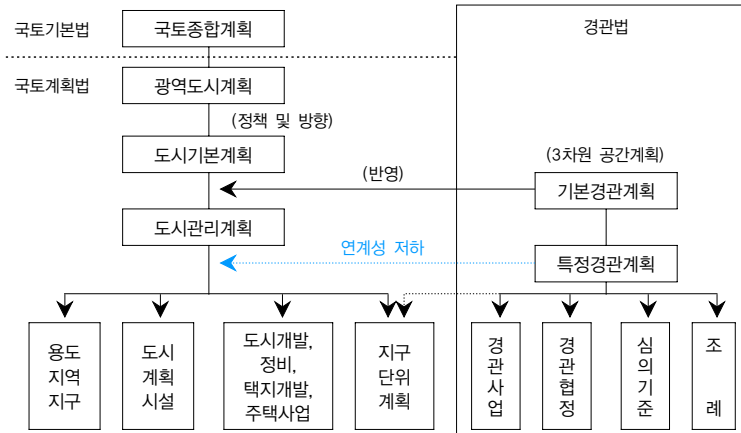 국토기본법
국토종합계획
경관법
국토계획법
광역도시계획
(정책 및 방향)
도시기본계획
(3차원 공간계획)
(반영)
기본경관계획
도시관리계획
연계성 저하
특정경관계획
용도
지역
지구
도시
계획
시설
도시개발,
정비,
택지개발,
주택사업
지구
단위
계획
경관사업
경관협정
심의기준
조례